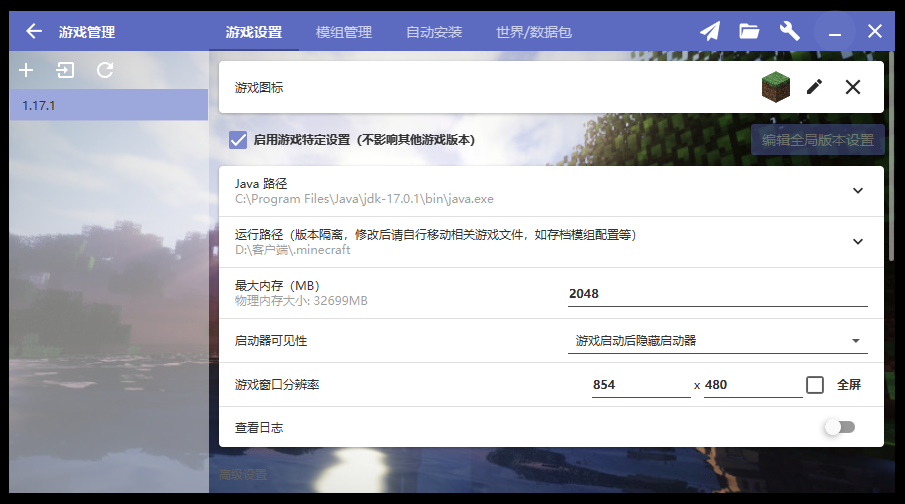 游戏管理
游戏设置 模组管理 自动安装 世界/数据包
1.17.1
游戏图标
启用游戏特定设置（不影响其他游戏版本） 编辑全局版本设置
Java 路径
C:\Program Files\Java\jdk-17.0.1\bin\java.exe
运行路径（版本隔离，修改后请自行移动相关游戏文件，如存档模组配置等）
D:\客户端\.minecraft
最大内存（MB）
物理内存大小: 32699MB
2048
启动器可见性 游戏启动后隐藏启动器
游戏窗口分辨率 854 x 480 全屏
查看日志
高级设置